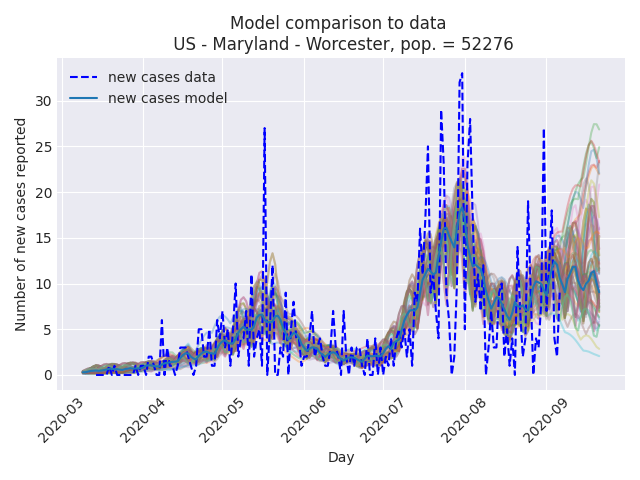 Model comparison to data
US - Maryland - Worcester, pop. = 52276
new cases data
new cases model
Number of new cases reported
30
25
20
15
10
5
0
2020-03
2020-04
2020-05
2020-06
2020-07
2020-08
2020-09
Day